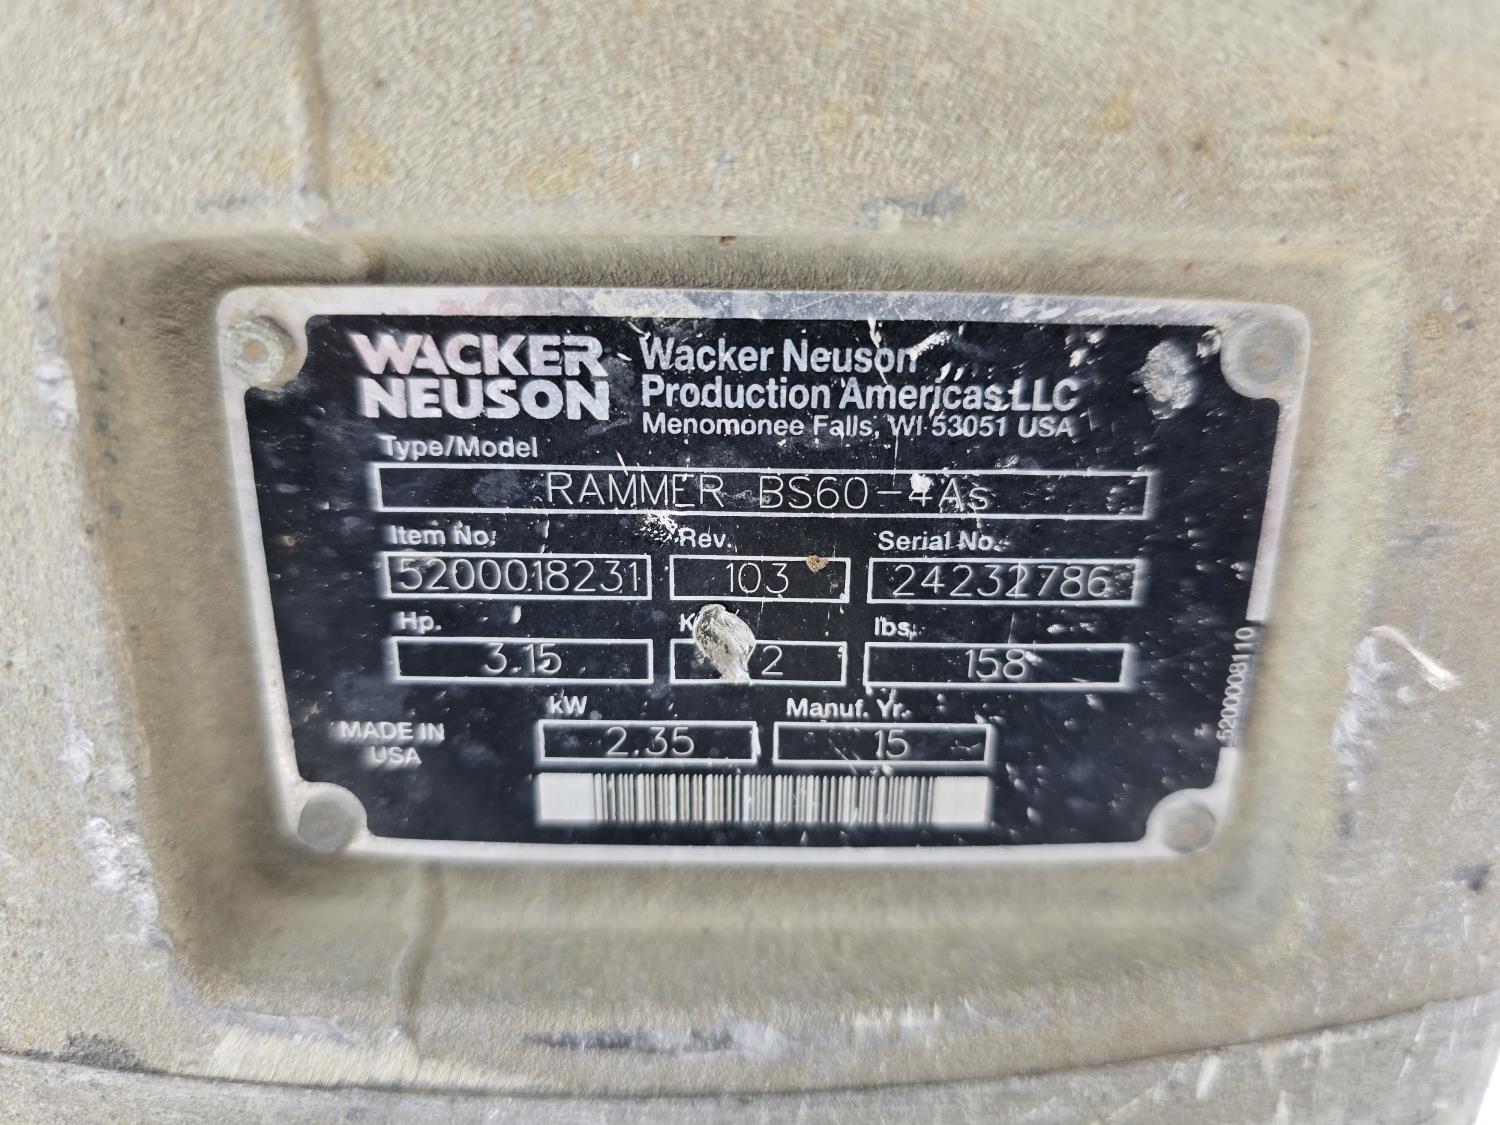 WACKER
NEUSON
Wacker Neuson
Production Americas LLC
Menomonee Falls, WI 53051 USA
Type/Model
RAMMER BS60-4As
Item No. Rev. Serial No.
5200018231 103 24232786
Hp. lbs.
3.15 2 158
kW Manuf. Yr.
2.35 15
MADE IN
USA
5200008110